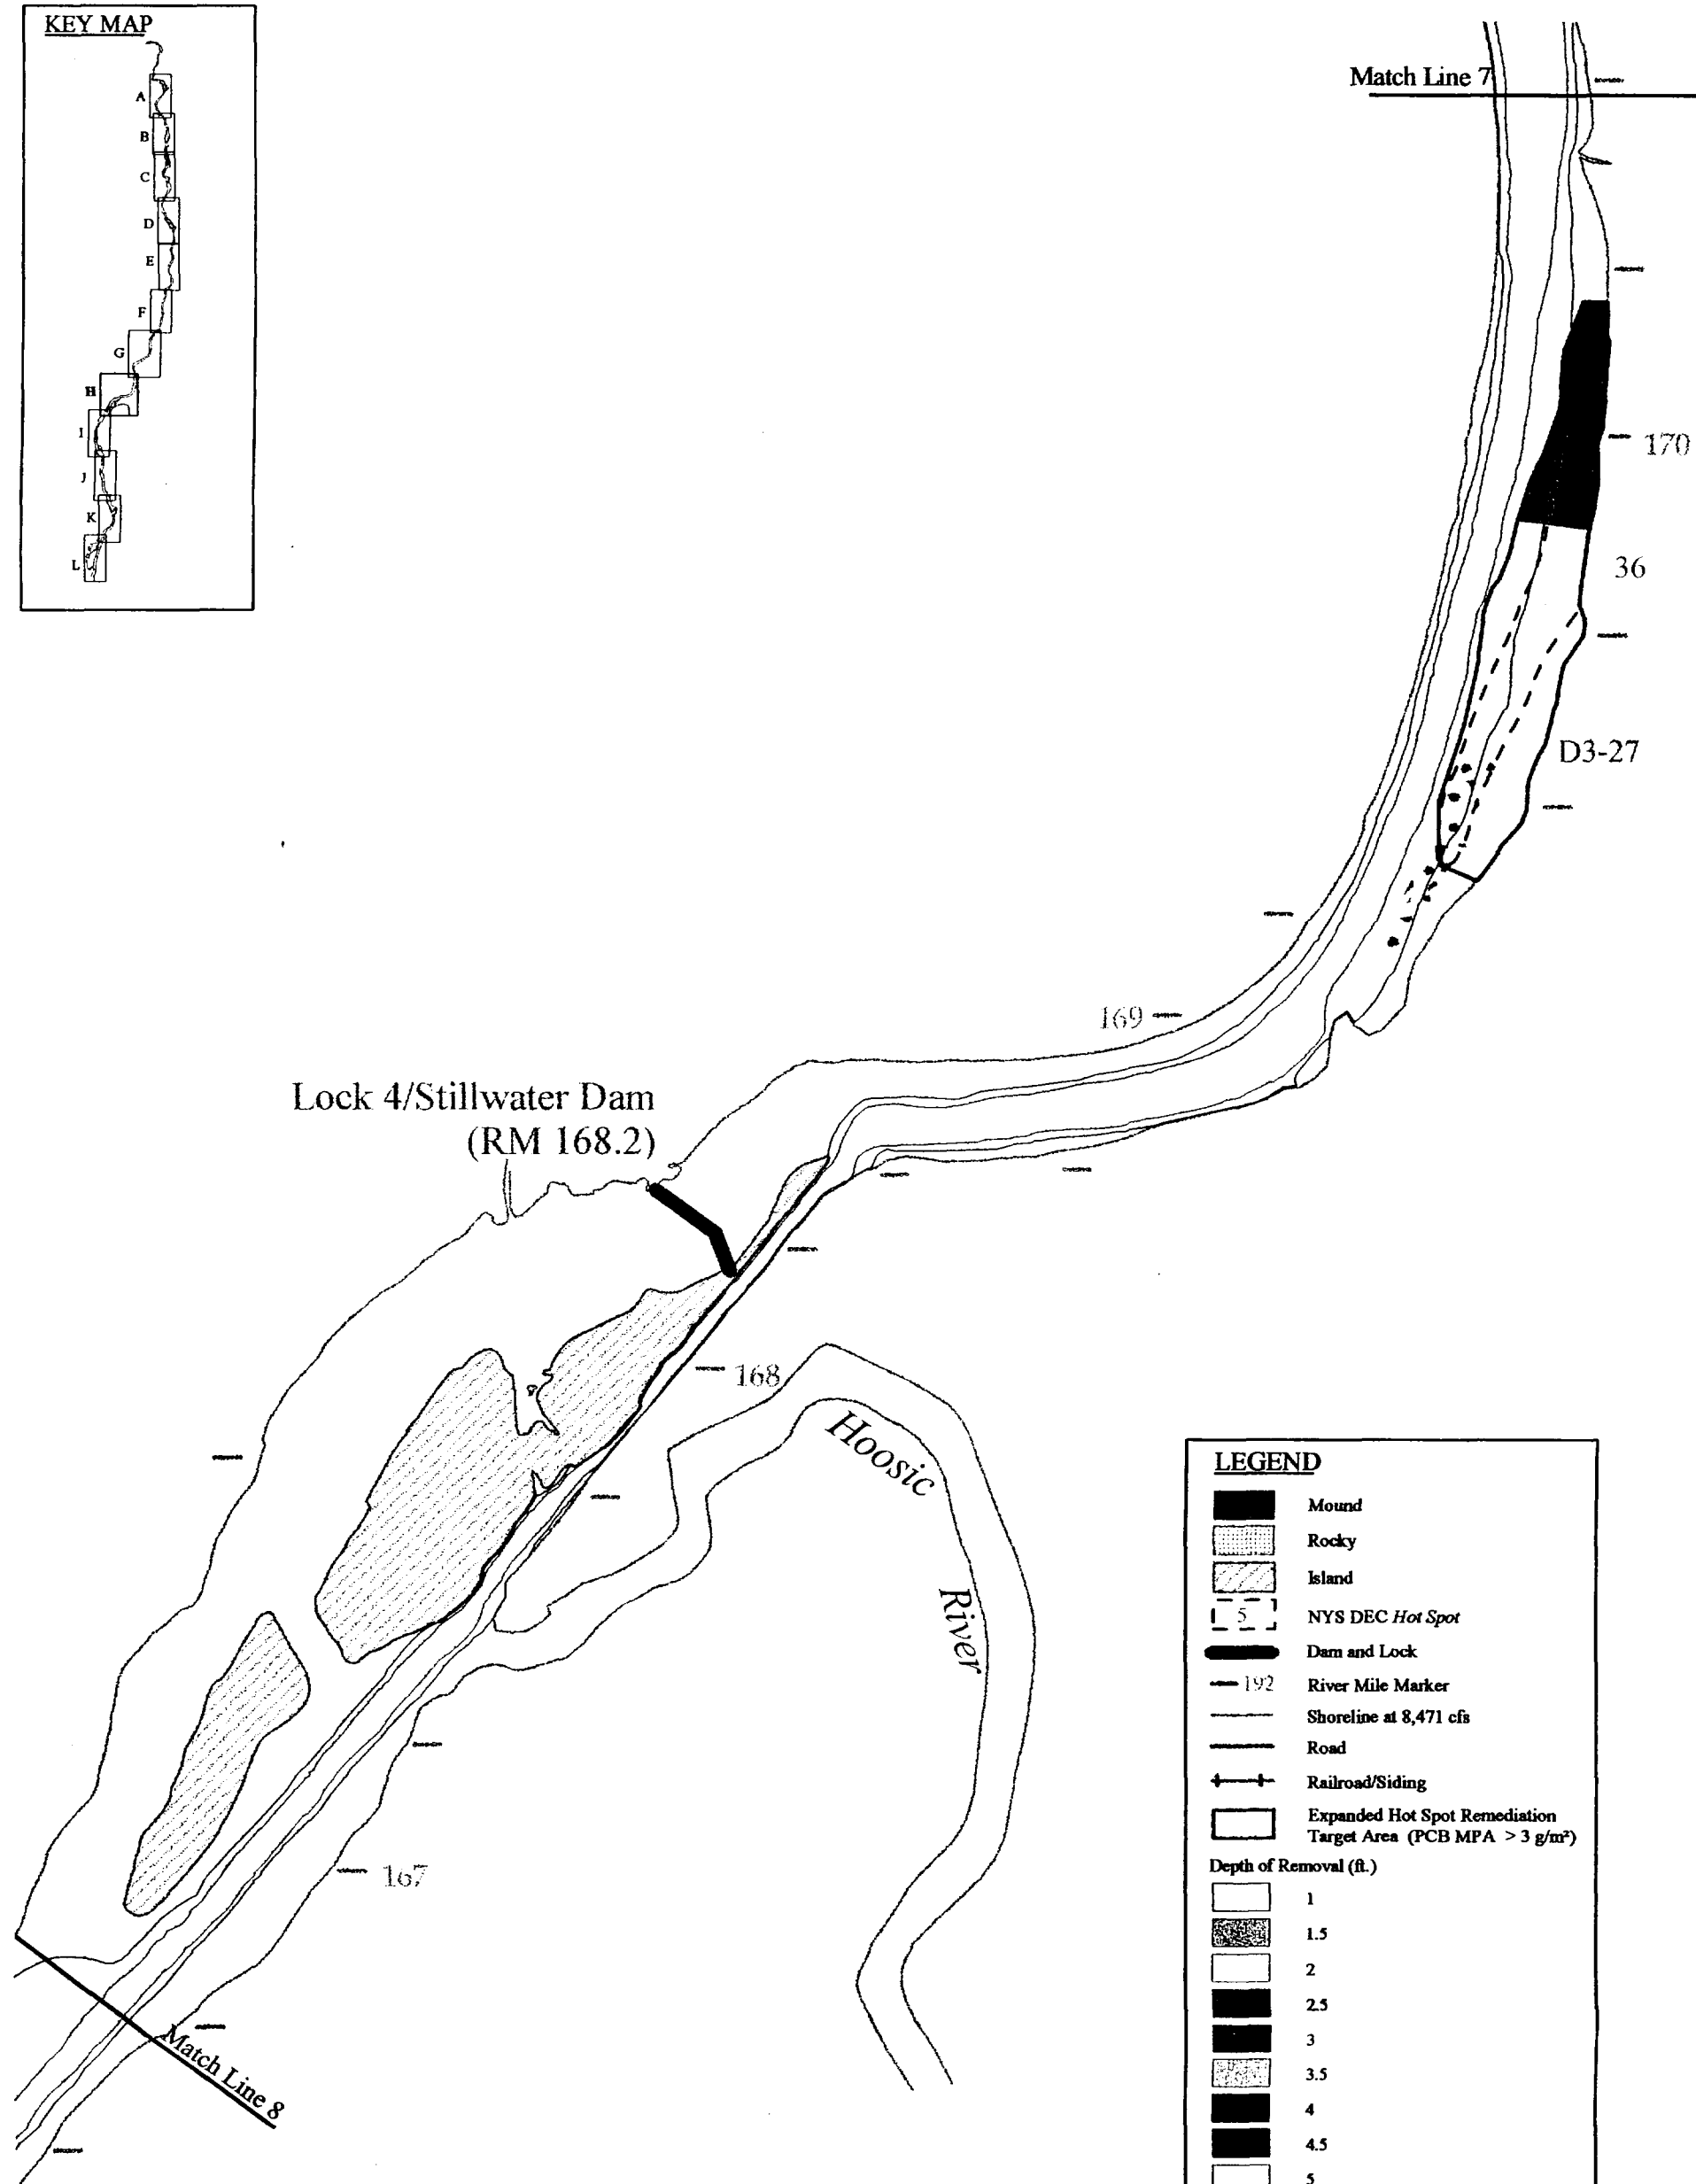 KEY MAP
A
B
C
D
E
F
G
H
I
J
K
L
Match Line 7
170
36
D3-27
169
Lock 4/Stillwater Dam
(RM 168.2)
168
Hoosic
River
167
Match Line 8
LEGEND
Mound
Rocky
Island
5 NYS DEC Hot Spot
Dam and Lock
192 River Mile Marker
Shoreline at 8,471 cfs
Road
Railroad/Siding
Expanded Hot Spot Remediation
Target Area (PCB MPA > 3 g/m²)
Depth of Removal (ft.)
1
1.5
2
2.5
3
3.5
4
4.5
5